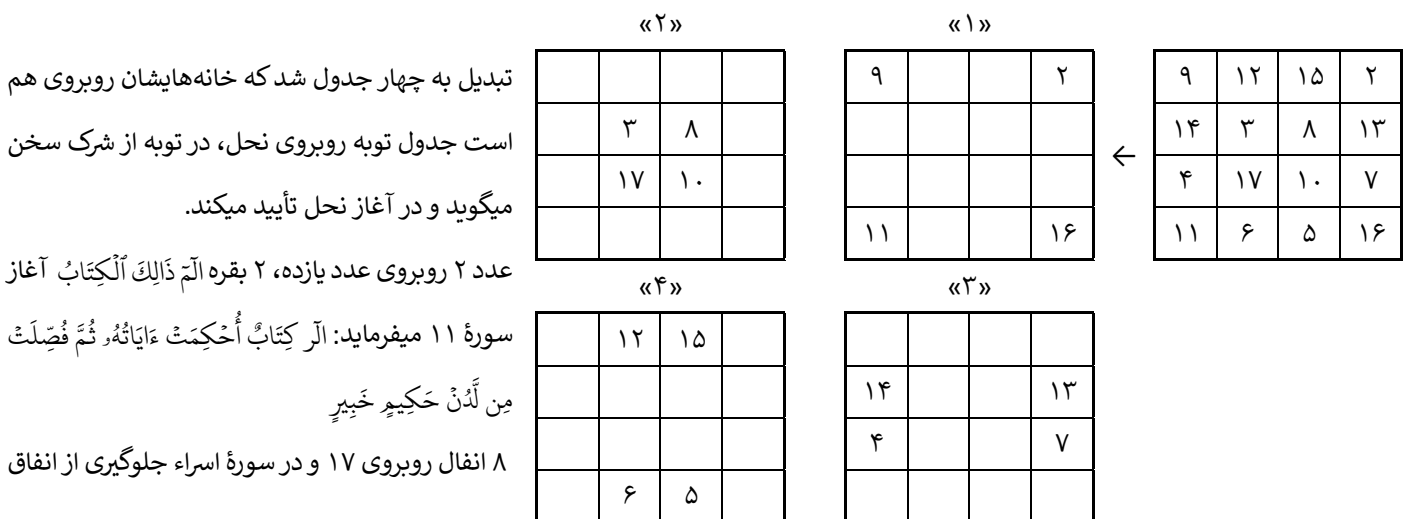 «۱» «۲»
۲ ۱۵ ۱۲ ۹
۱۳ ۸ ۳ ۱۴
۷ ۱۰ ۱۷ ۴
۱۶ ۵ ۶ ۱۱
←
۲ ۹
۱۶ ۱۱
۸ ۳
۱۰ ۱۷
«۳» «۴»
۱۳ ۱۴
۷ ۴
۱۵ ۱۲
۵ ۶
تبدیل به چهار جدول شد که خانه‌هایشان روبروی هم
است جدول توبه روبروی نحل، در توبه از شرک سخن
میگوید و در آغاز نحل تأیید میکند.
عدد ۲ روبروی عدد یازده، ۲ بقره الٓمٓ ذَالِكَ ٱلْكِتَابُ آغاز
سورهٔ ۱۱ میفرماید: الٓر كِتَابٌ أُحْكِمَتْ ءَايَاتُهُۥ ثُمَّ فُصِّلَتْ
مِن لَّدُنْ حَكِيمٍ خَبِيرٍ
۸ انفال روبروی ۱۷ و در سورهٔ اسراء جلوگیری از انفاق